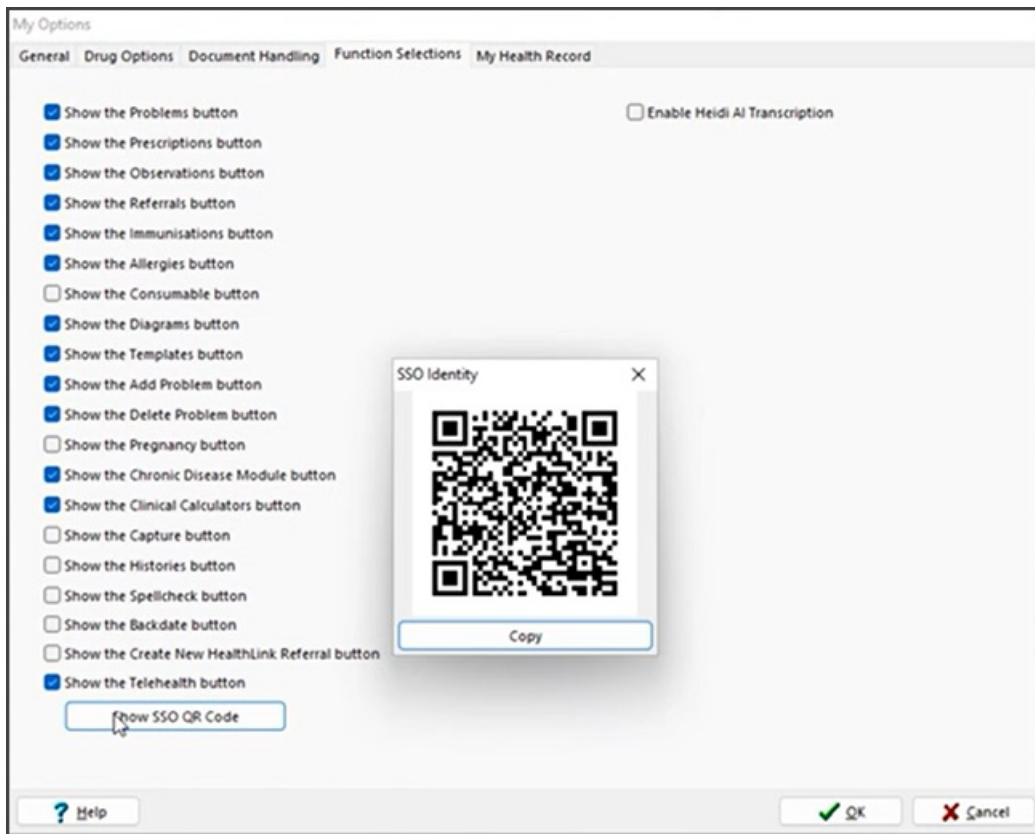 My Options
General Drug Options Document Handling Function Selections My Health Record
Show the Problems button
Show the Prescriptions button
Show the Observations button
Show the Referrals button
Show the Immunisations button
Show the Allergies button
Show the Consumable button
Show the Diagrams button
Show the Templates button
Show the Add Problem button
Show the Delete Problem button
Show the Pregnancy button
Show the Chronic Disease Module button
Show the Clinical Calculators button
Show the Capture button
Show the Histories button
Show the Spellcheck button
Show the Backdate button
Show the Create New HealthLink Referral button
Show the Telehealth button
Show SSO QR Code
Enable Heidi AI Transcription
SSO Identity
Copy
Help
OK
Cancel